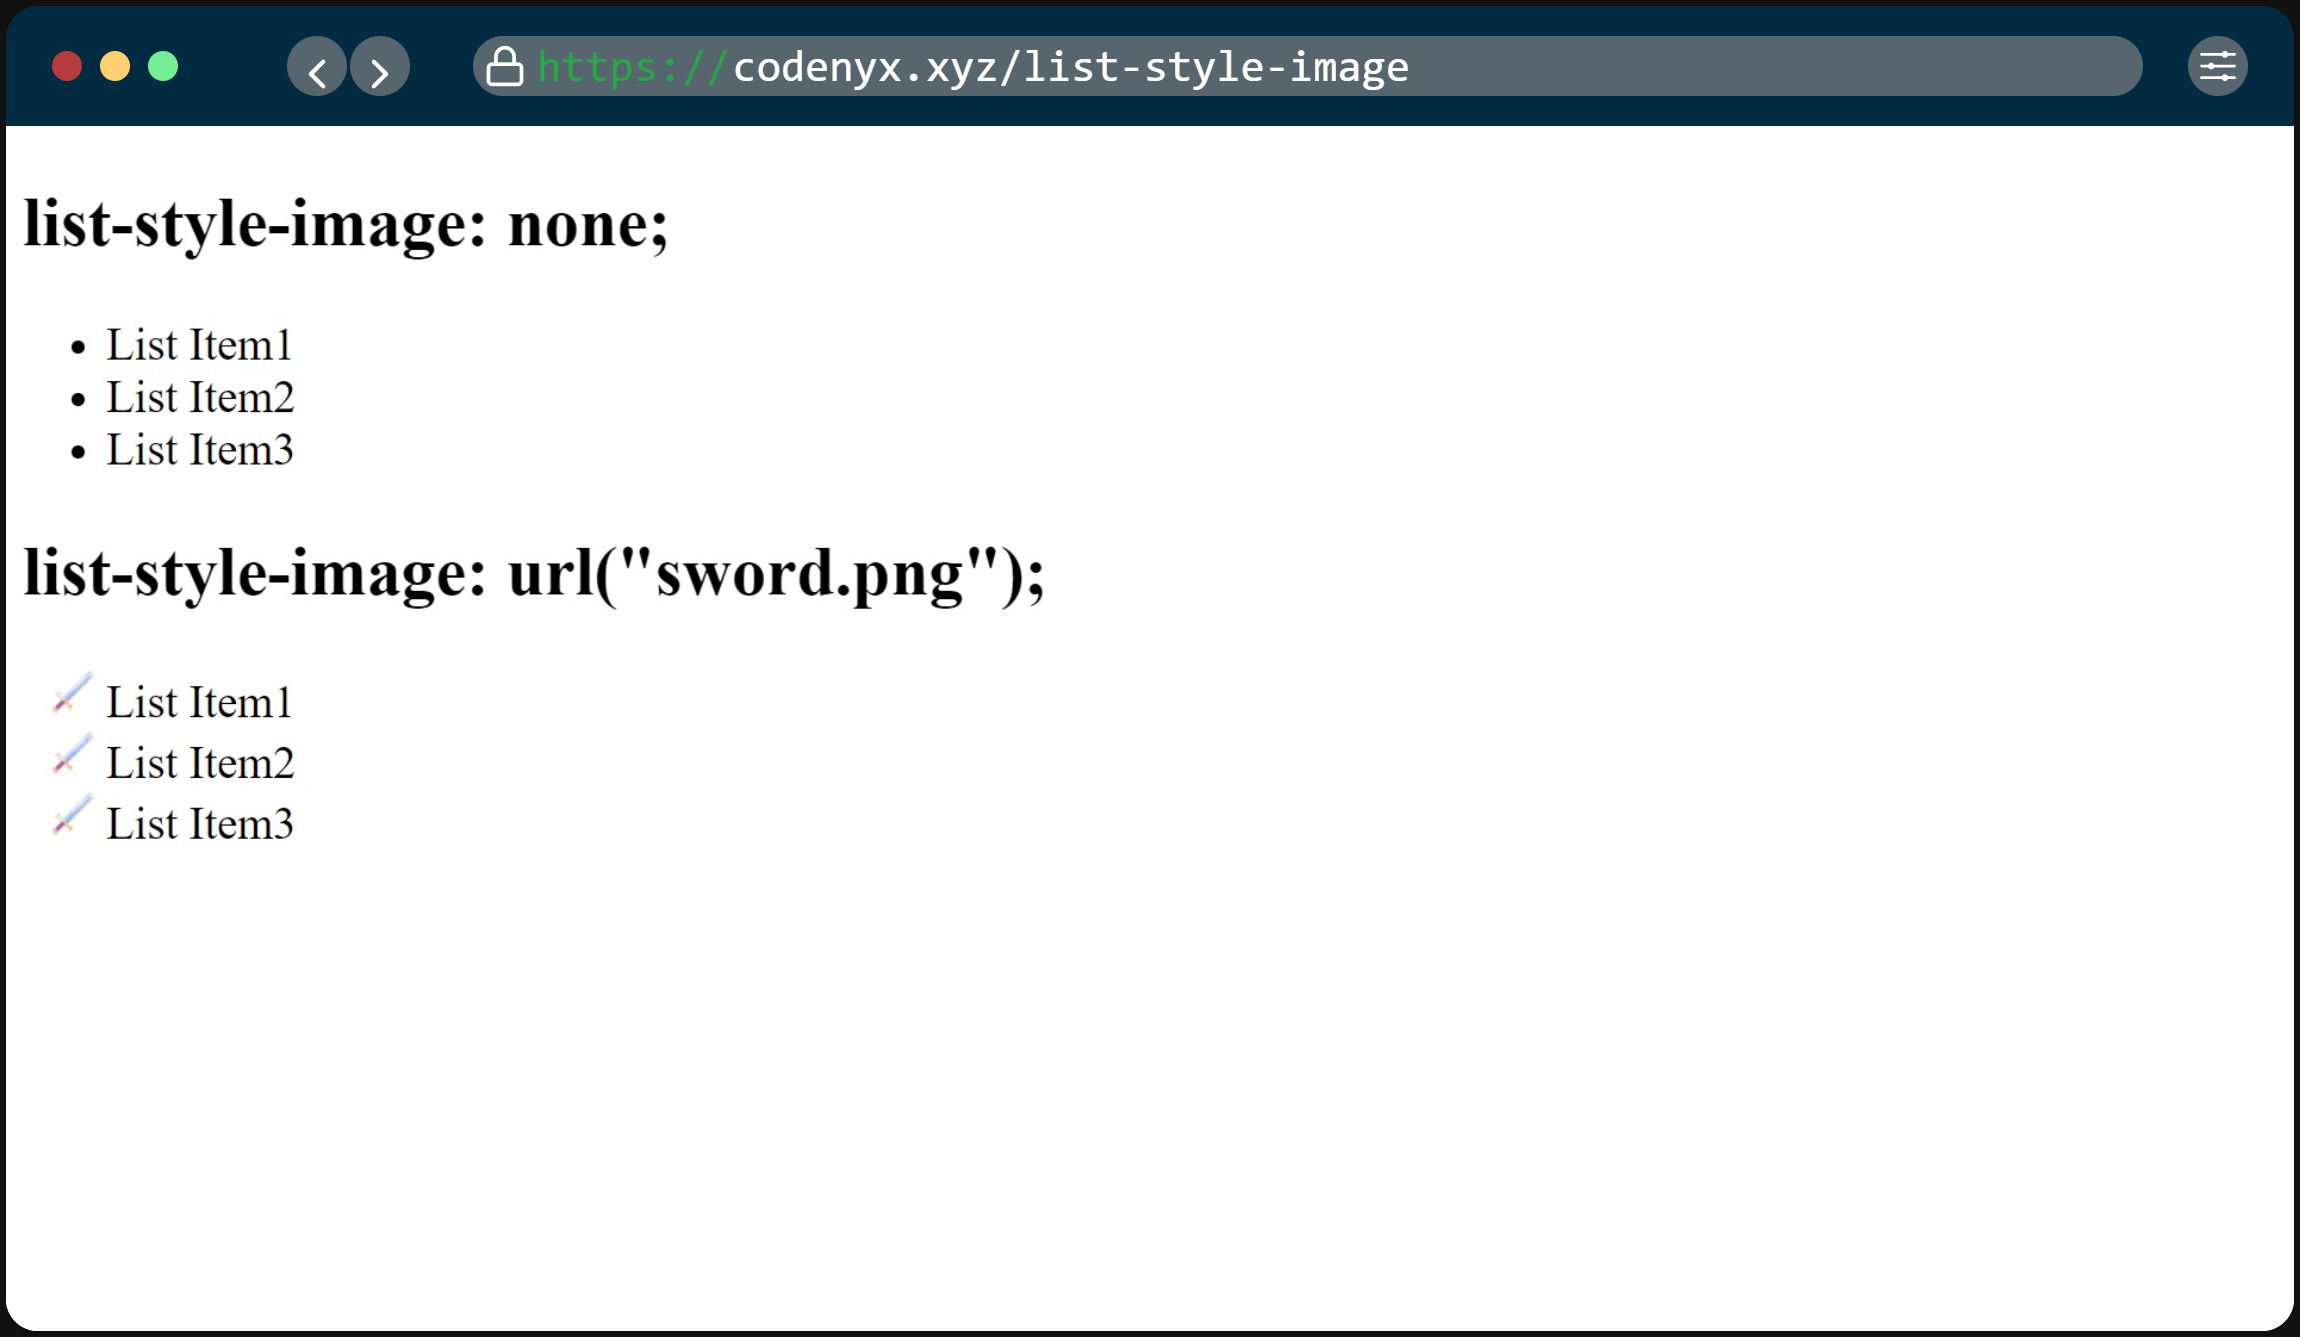 https://codenyx.xyz/list-style-image
list-style-image: none;
List Item1
List Item2
List Item3
list-style-image: url("sword.png");
List Item1
List Item2
List Item3